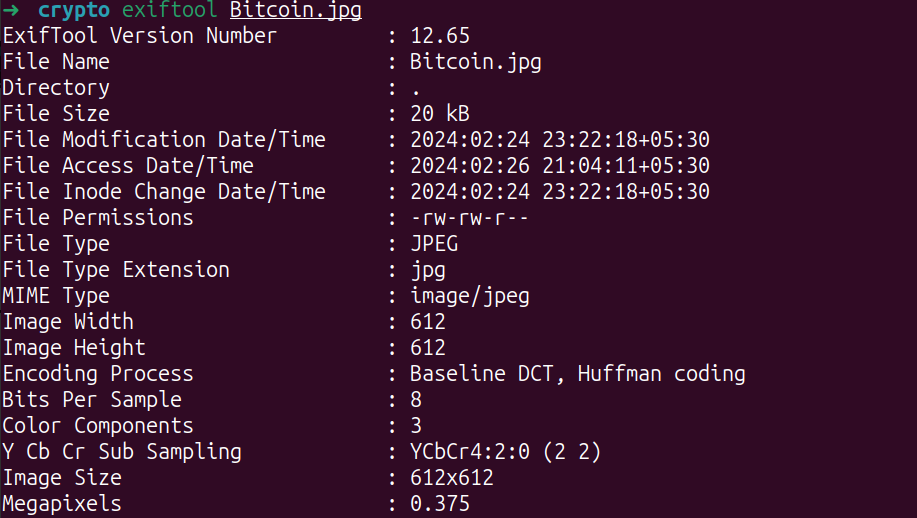 → crypto exiftool Bitcoin.jpg
ExifTool Version Number : 12.65
File Name : Bitcoin.jpg
Directory : .
File Size : 20 kB
File Modification Date/Time : 2024:02:24 23:22:18+05:30
File Access Date/Time : 2024:02:26 21:04:11+05:30
File Inode Change Date/Time : 2024:02:24 23:22:18+05:30
File Permissions : -rw-rw-r--
File Type : JPEG
File Type Extension : jpg
MIME Type : image/jpeg
Image Width : 612
Image Height : 612
Encoding Process : Baseline DCT, Huffman coding
Bits Per Sample : 8
Color Components : 3
Y Cb Cr Sub Sampling : YCbCr4:2:0 (2 2)
Image Size : 612x612
Megapixels : 0.375